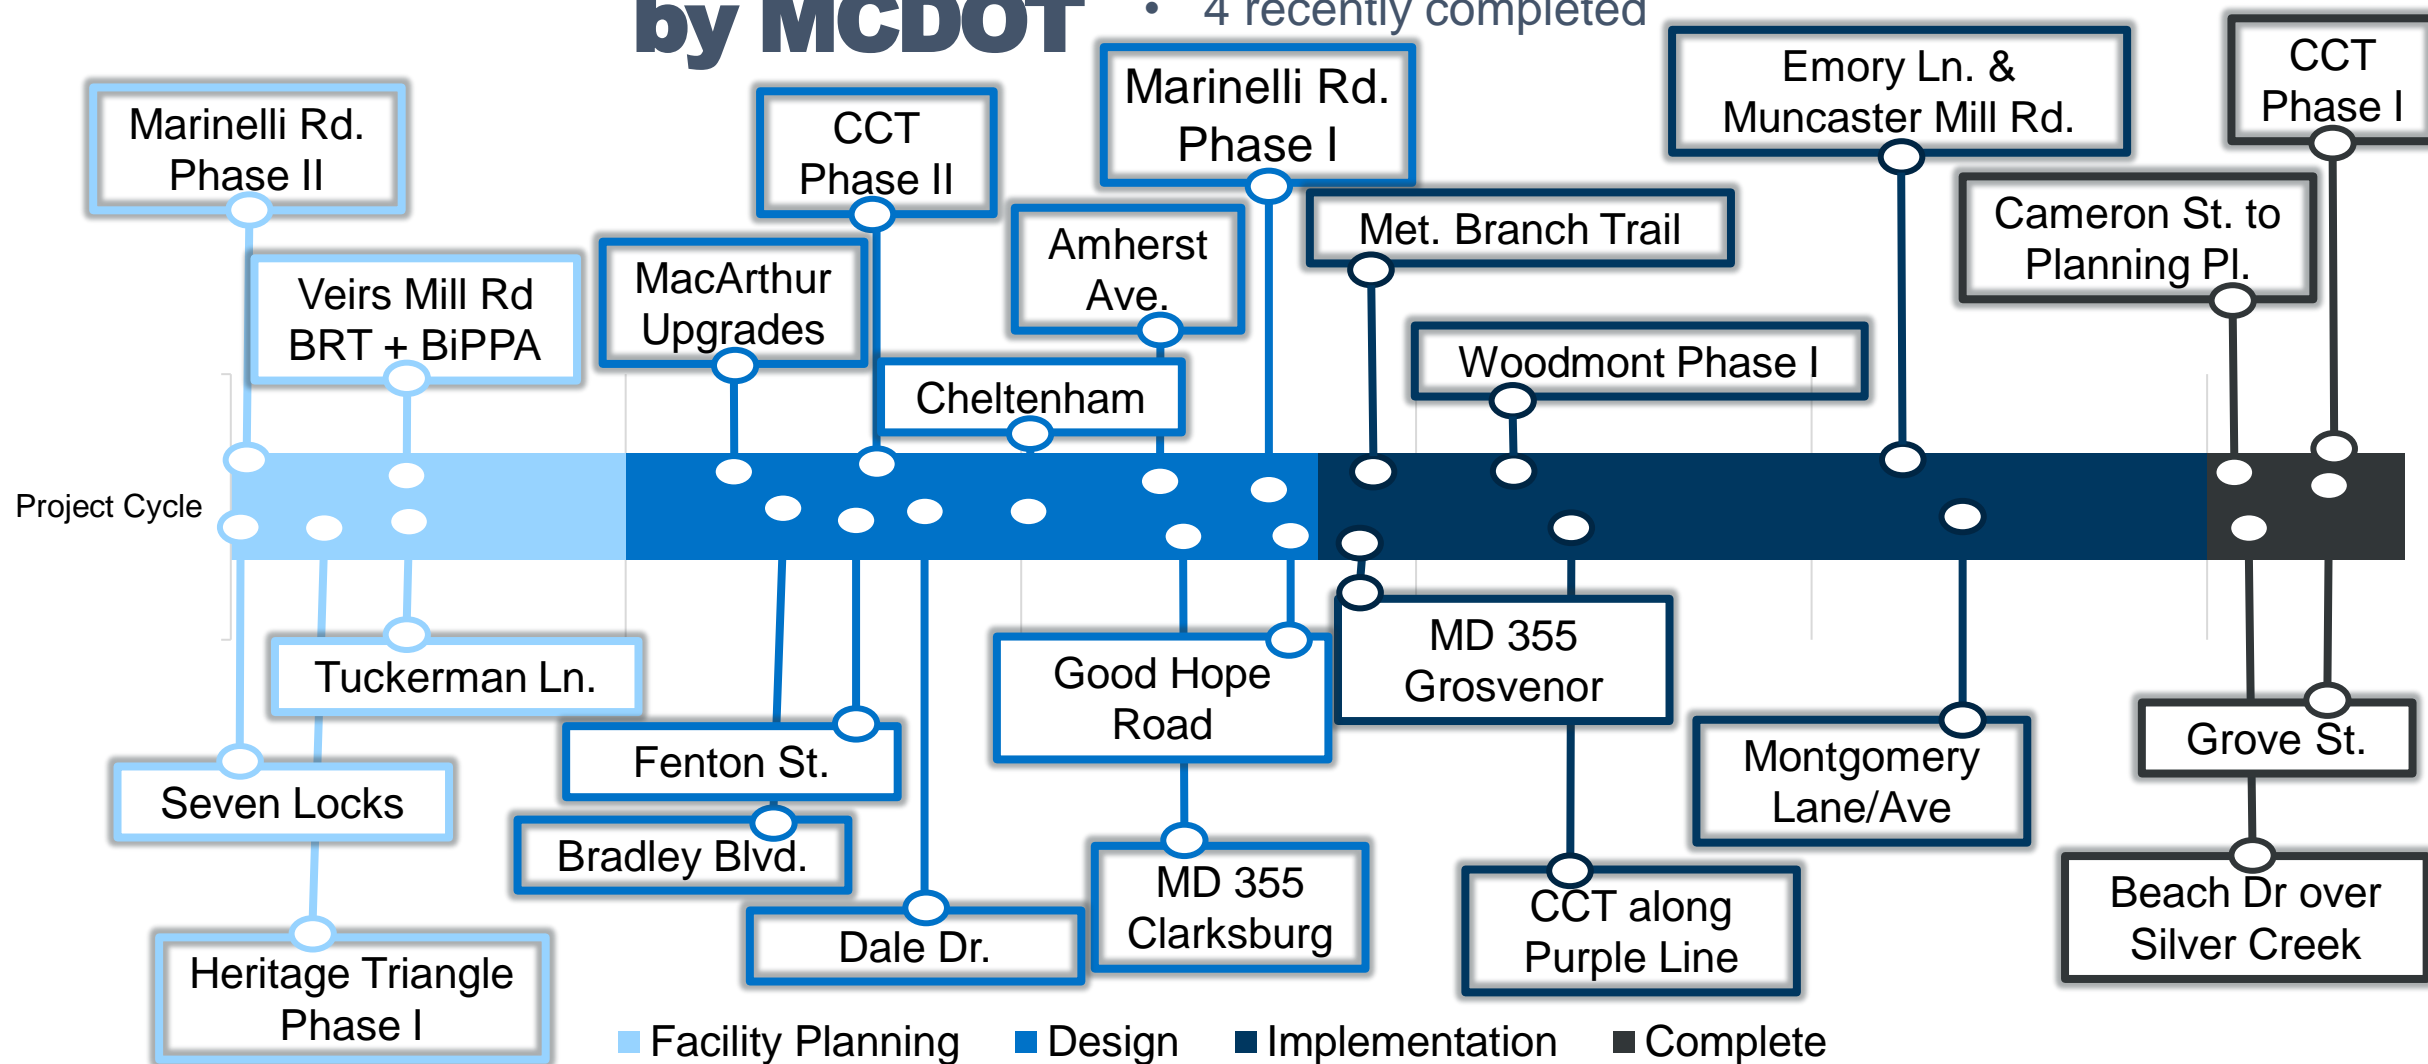 by MCDOT
• 4 recently completed
Marinelli Rd.
Phase II
Veirs Mill Rd
BRT + BiPPA
MacArthur
Upgrades
CCT
Phase II
Cheltenham
Amherst
Ave.
Marinelli Rd.
Phase I
Met. Branch Trail
Woodmont Phase I
Emory Ln. &
Muncaster Mill Rd.
Cameron St. to
Planning Pl.
CCT
Phase I
Project Cycle
Tuckerman Ln.
Seven Locks
Heritage Triangle
Phase I
Fenton St.
Bradley Blvd.
Dale Dr.
Good Hope
Road
MD 355
Clarksburg
MD 355
Grosvenor
CCT along
Purple Line
Montgomery
Lane/Ave
Grove St.
Beach Dr over
Silver Creek
Facility Planning
Design
Implementation
Complete